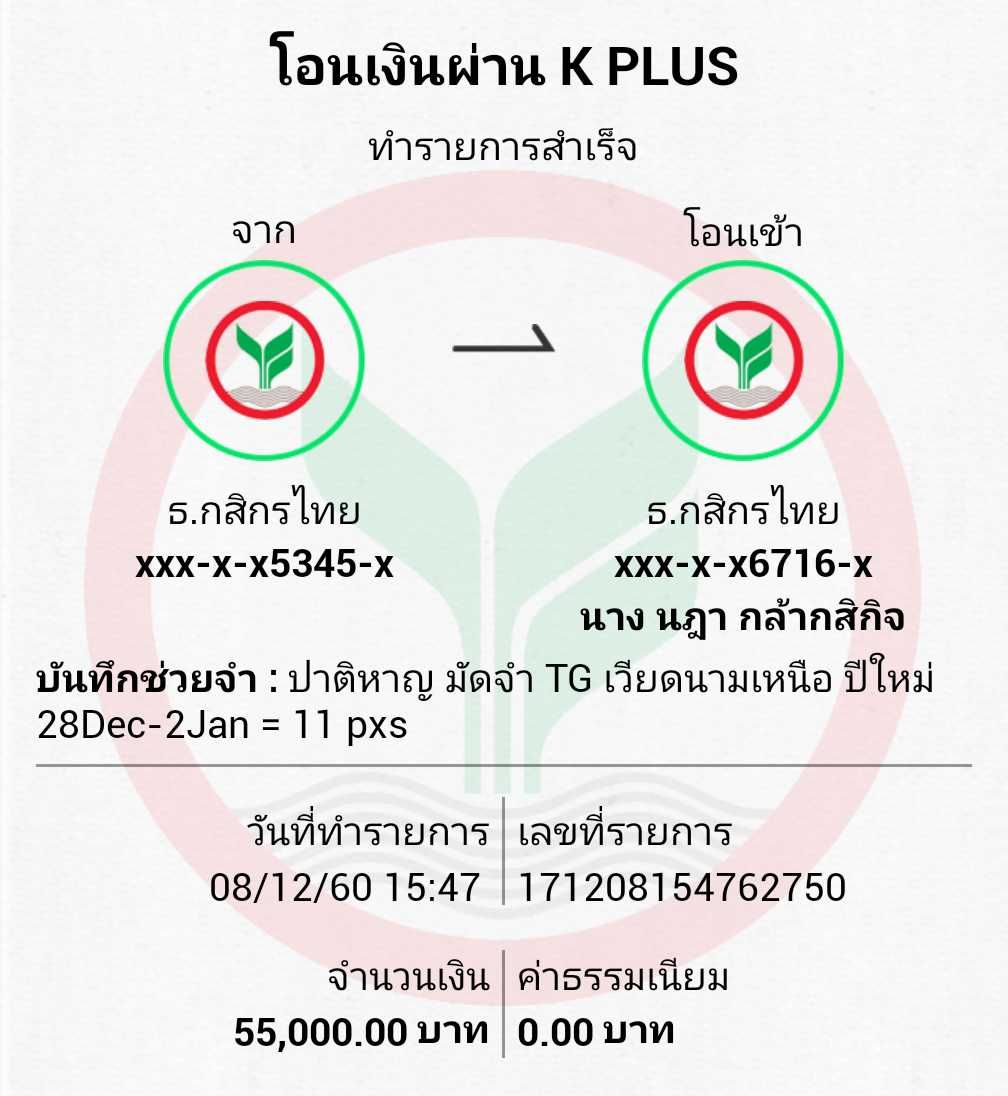 โอนเงินผ่าน K PLUS
ทำรายการสำเร็จ
จาก
โอนเข้า
ธ.กสิกรไทย
xxx-x-x5345-x
ธ.กสิกรไทย
xxx-x-x6716-x
นาง นฎา กล้ากสิกิจ
บันทึกช่วยจำ : ปาติหาญ มัดจำ TG เวียดนามเหนือ ปีใหม่
28Dec-2Jan = 11 pxs
วันที่ทำรายการ
08/12/60 15:47
เลขที่รายการ
171208154762750
จำนวนเงิน
55,000.00 บาท
ค่าธรรมเนียม
0.00 บาท